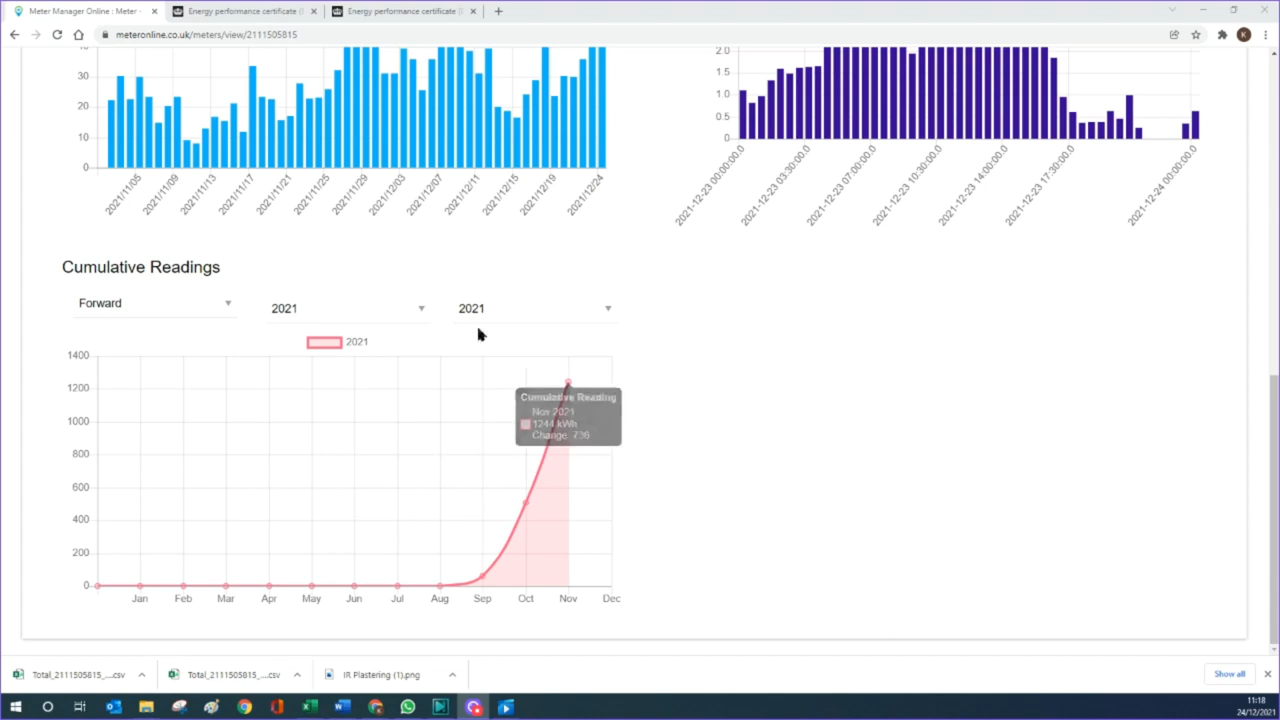 Meter Manager Online : Meter -
Energy performance certificate (
Energy performance certificate (
meteronline.co.uk/meters/view/2111505815
30
20
10
0
2021/11/05
2021/11/09
2021/11/13
2021/11/17
2021/11/21
2021/11/25
2021/11/29
2021/12/03
2021/12/07
2021/12/11
2021/12/15
2021/12/19
2021/12/24
2.0
1.5
1.0
0.5
0
2021-12-23 00:00:00.0
2021-12-23 03:30:00.0
2021-12-23 07:00:00.0
2021-12-23 10:30:00.0
2021-12-23 14:00:00.0
2021-12-23 17:30:00.0
2021-12-24 00:00:00.0
Cumulative Readings
Forward
2021
2021
2021
1400
1200
1000
800
600
400
200
0
Cumulative Reading
Nov 2021
1244 kWh
Change: 736
Jan Feb Mar Apr May Jun Jul Aug Sep Oct Nov Dec
Total_2111505815_....csv
Total_2111505815_....csv
IR Plastering (1).png
Show all
K
11:18
24/12/2021